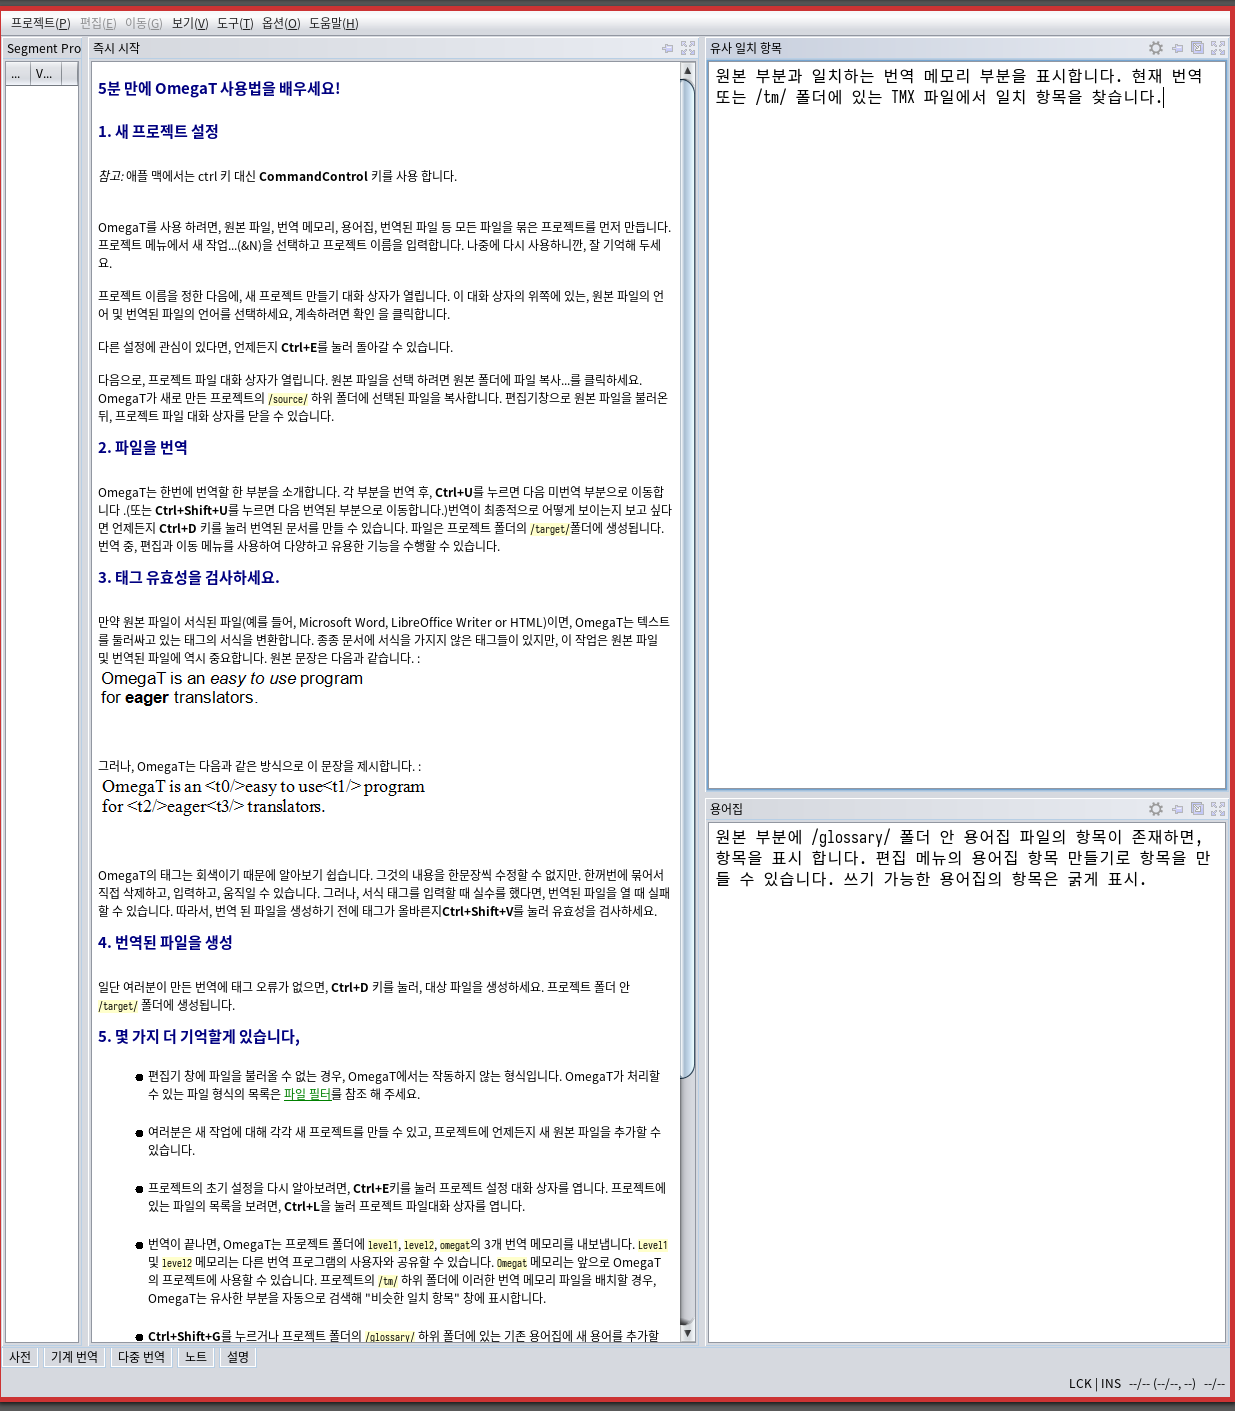 프로젝트(P) 편집(E) 이동(G) 보기(V) 도구(T) 옵션(O) 도움말(H)
Segment Pro
... V...
즉시 시작
5분 만에 OmegaT 사용법을 배우세요!
1. 새 프로젝트 설정
참고: 애플 맥에서는 ctrl 키 대신 CommandControl 키를 사용 합니다.
OmegaT를 사용 하려면, 원본 파일, 번역 메모리, 용어집, 번역된 파일 등 모든 파일을 묶은 프로젝트를 먼저 만듭니다.
프로젝트 메뉴에서 새 작업...(&N)을 선택하고 프로젝트 이름을 입력합니다. 나중에 다시 사용하니깐, 잘 기억해 두세
요.
프로젝트 이름을 정한 다음에, 새 프로젝트 만들기 대화 상자가 열립니다. 이 대화 상자의 위쪽에 있는, 원본 파일의 언
어 및 번역된 파일의 언어를 선택하세요, 계속하려면 확인 을 클릭합니다.
다른 설정에 관심이 있다면, 언제든지 Ctrl+E를 눌러 돌아갈 수 있습니다.
다음으로, 프로젝트 파일 대화 상자가 열립니다. 원본 파일을 선택 하려면 원본 폴더에 파일 복사...를 클릭하세요.
OmegaT가 새로 만든 프로젝트의 /source/ 하위 폴더에 선택된 파일을 복사합니다. 편집기창으로 원본 파일을 불러온
뒤, 프로젝트 파일 대화 상자를 닫을 수 있습니다.
2. 파일을 번역
OmegaT는 한번에 번역할 한 부분을 소개합니다. 각 부분을 번역 후, Ctrl+U를 누르면 다음 미번역 부분으로 이동합
니다 .(또는 Ctrl+Shift+U를 누르면 다음 번역된 부분으로 이동합니다.)번역이 최종적으로 어떻게 보이는지 보고 싶다
면 언제든지 Ctrl+D 키를 눌러 번역된 문서를 만들 수 있습니다. 파일은 프로젝트 폴더의 /target/폴더에 생성됩니다.
번역 중, 편집과 이동 메뉴를 사용하여 다양하고 유용한 기능을 수행할 수 있습니다.
3. 태그 유효성을 검사하세요.
만약 원본 파일이 서식된 파일(예를 들어, Microsoft Word, LibreOffice Writer or HTML)이면, OmegaT는 텍스트
를 둘러싸고 있는 태그의 서식을 변환합니다. 종종 문서에 서식을 가지지 않은 태그들이 있지만, 이 작업은 원본 파일
및 번역된 파일에 역시 중요합니다. 원본 문장은 다음과 같습니다. :
OmegaT is an easy to use program
for eager translators.
그러나, OmegaT는 다음과 같은 방식으로 이 문장을 제시합니다. :
OmegaT is an <t0/>easy to use<t1/> program
for <t2/>eager<t3/> translators.
OmegaT의 태그는 회색이기 때문에 알아보기 쉽습니다. 그것의 내용을 한문장씩 수정할 수 없지만. 한꺼번에 묶어서
직접 삭제하고, 입력하고, 움직일 수 있습니다. 그러나, 서식 태그를 입력할 때 실수를 했다면, 번역된 파일을 열 때 실패
할 수 있습니다. 따라서, 번역 된 파일을 생성하기 전에 태그가 올바른지Ctrl+Shift+V를 눌러 유효성을 검사하세요.
4. 번역된 파일을 생성
일단 여러분이 만든 번역에 태그 오류가 없으면, Ctrl+D 키를 눌러, 대상 파일을 생성하세요. 프로젝트 폴더 안
/target/ 폴더에 생성됩니다.
5. 몇 가지 더 기억할게 있습니다,
● 편집기 창에 파일을 불러올 수 없는 경우, OmegaT에서는 작동하지 않는 형식입니다. OmegaT가 처리할
수 있는 파일 형식의 목록은 파일 필터를 참조 해 주세요.
● 여러분은 새 작업에 대해 각각 새 프로젝트를 만들 수 있고, 프로젝트에 언제든지 새 원본 파일을 추가할 수
있습니다.
● 프로젝트의 초기 설정을 다시 알아보려면, Ctrl+E키를 눌러 프로젝트 설정 대화 상자를 엽니다. 프로젝트에
있는 파일의 목록을 보려면, Ctrl+L을 눌러 프로젝트 파일대화 상자를 엽니다.
● 번역이 끝나면, OmegaT는 프로젝트 폴더에 level1, level2, omegat의 3개 번역 메모리를 내보냅니다. Level1
및 level2 메모리는 다른 번역 프로그램의 사용자와 공유할 수 있습니다. Omegat 메모리는 앞으로 OmegaT
의 프로젝트에 사용할 수 있습니다. 프로젝트의 /tm/ 하위 폴더에 이러한 번역 메모리 파일을 배치할 경우,
OmegaT는 유사한 부분을 자동으로 검색해 "비슷한 일치 항목" 창에 표시합니다.
● Ctrl+Shift+G를 누르거나 프로젝트 폴더의 /glossary/ 하위 폴더에 있는 기존 용어집에 새 용어를 추가할
유사 일치 항목
원본 부분과 일치하는 번역 메모리 부분을 표시합니다. 현재 번역
또는 /tm/ 폴더에 있는 TMX 파일에서 일치 항목을 찾습니다.
용어집
원본 부분에 /glossary/ 폴더 안 용어집 파일의 항목이 존재하면,
항목을 표시 합니다. 편집 메뉴의 용어집 항목 만들기로 항목을 만
들 수 있습니다. 쓰기 가능한 용어집의 항목은 굵게 표시.
사전 기계 번역 다중 번역 노트 설명
LCK | INS --/-- (--/--, --) --/--